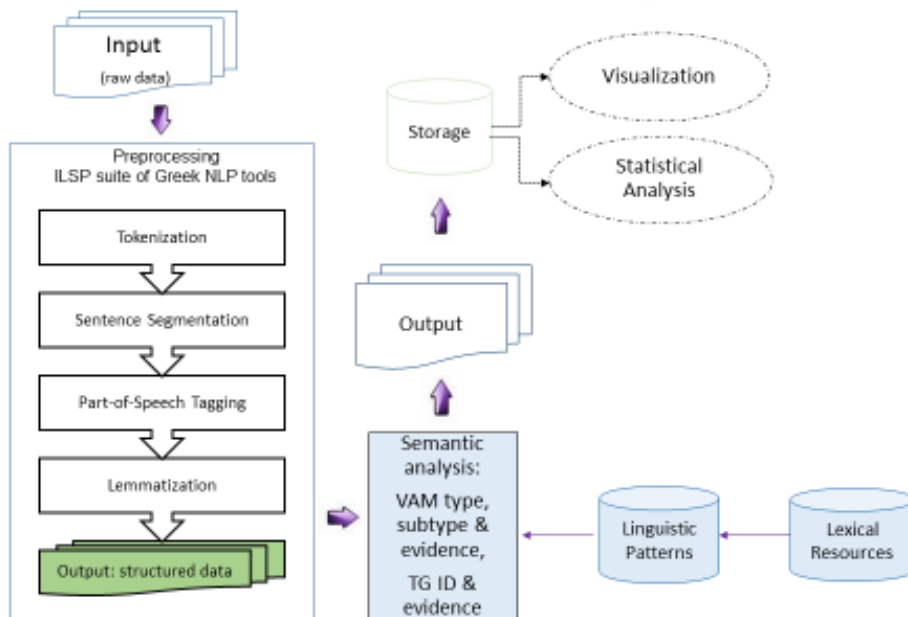 Input
(raw data)
Preprocessing
ILSP suite of Greek NLP tools
Tokenization
Sentence Segmentation
Part-of-Speech Tagging
Lemmatization
Output: structured data
Semantic
analysis:
VAM type,
subtype &
evidence,
TG ID &
evidence
Linguistic
Patterns
Lexical
Resources
Output
Storage
Visualization
Statistical
Analysis